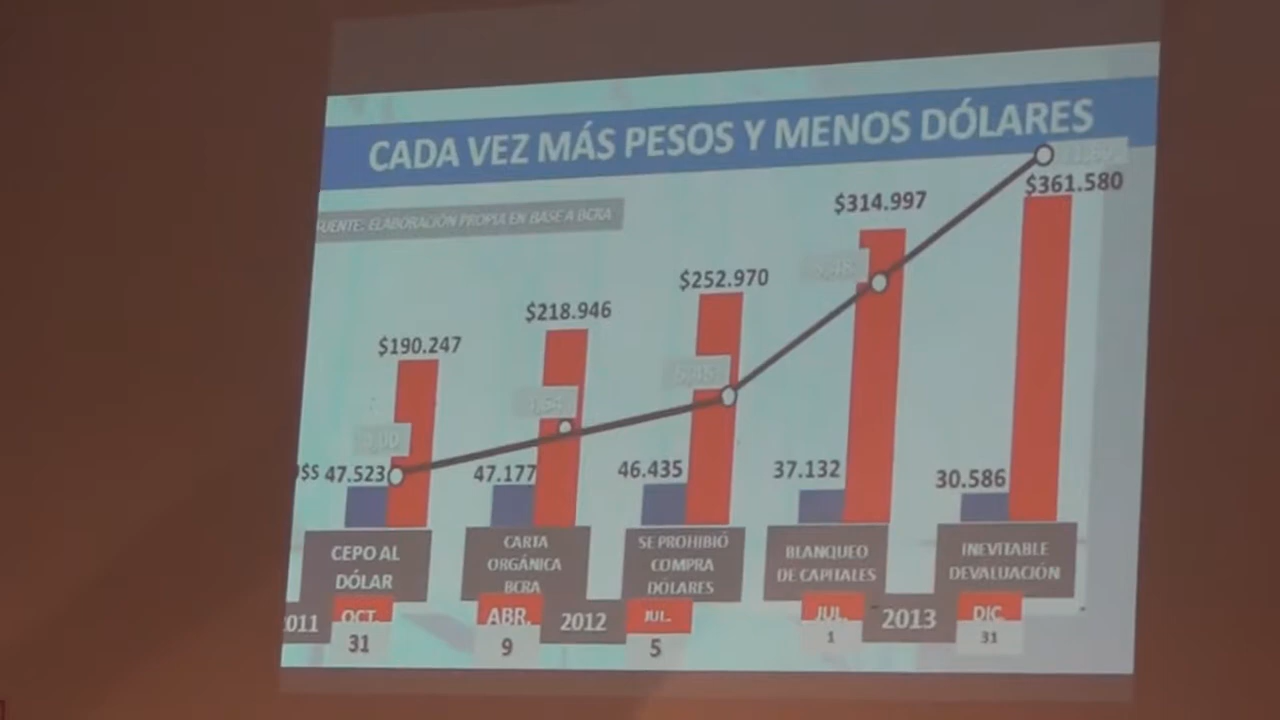 CADA VEZ MÁS PESOS Y MENOS DÓLARES
FUENTE: ELABORACIÓN PROPIA EN BASE A BCRA
$190.247
$218.946
$252.970
$314.997
$361.580
47.523
47.177
46.435
37.132
30.586
CEPO AL
DÓLAR
CARTA
ORGÁNICA
BCRA
SE PROHIBIÓ
COMPRA
DÓLARES
BLANQUEO
DE CAPITALES
INEVITABLE
DEVALUACIÓN
OCT.
31
ABR.
9
2012
JUL.
5
JUL.
1
2013
DIC.
31